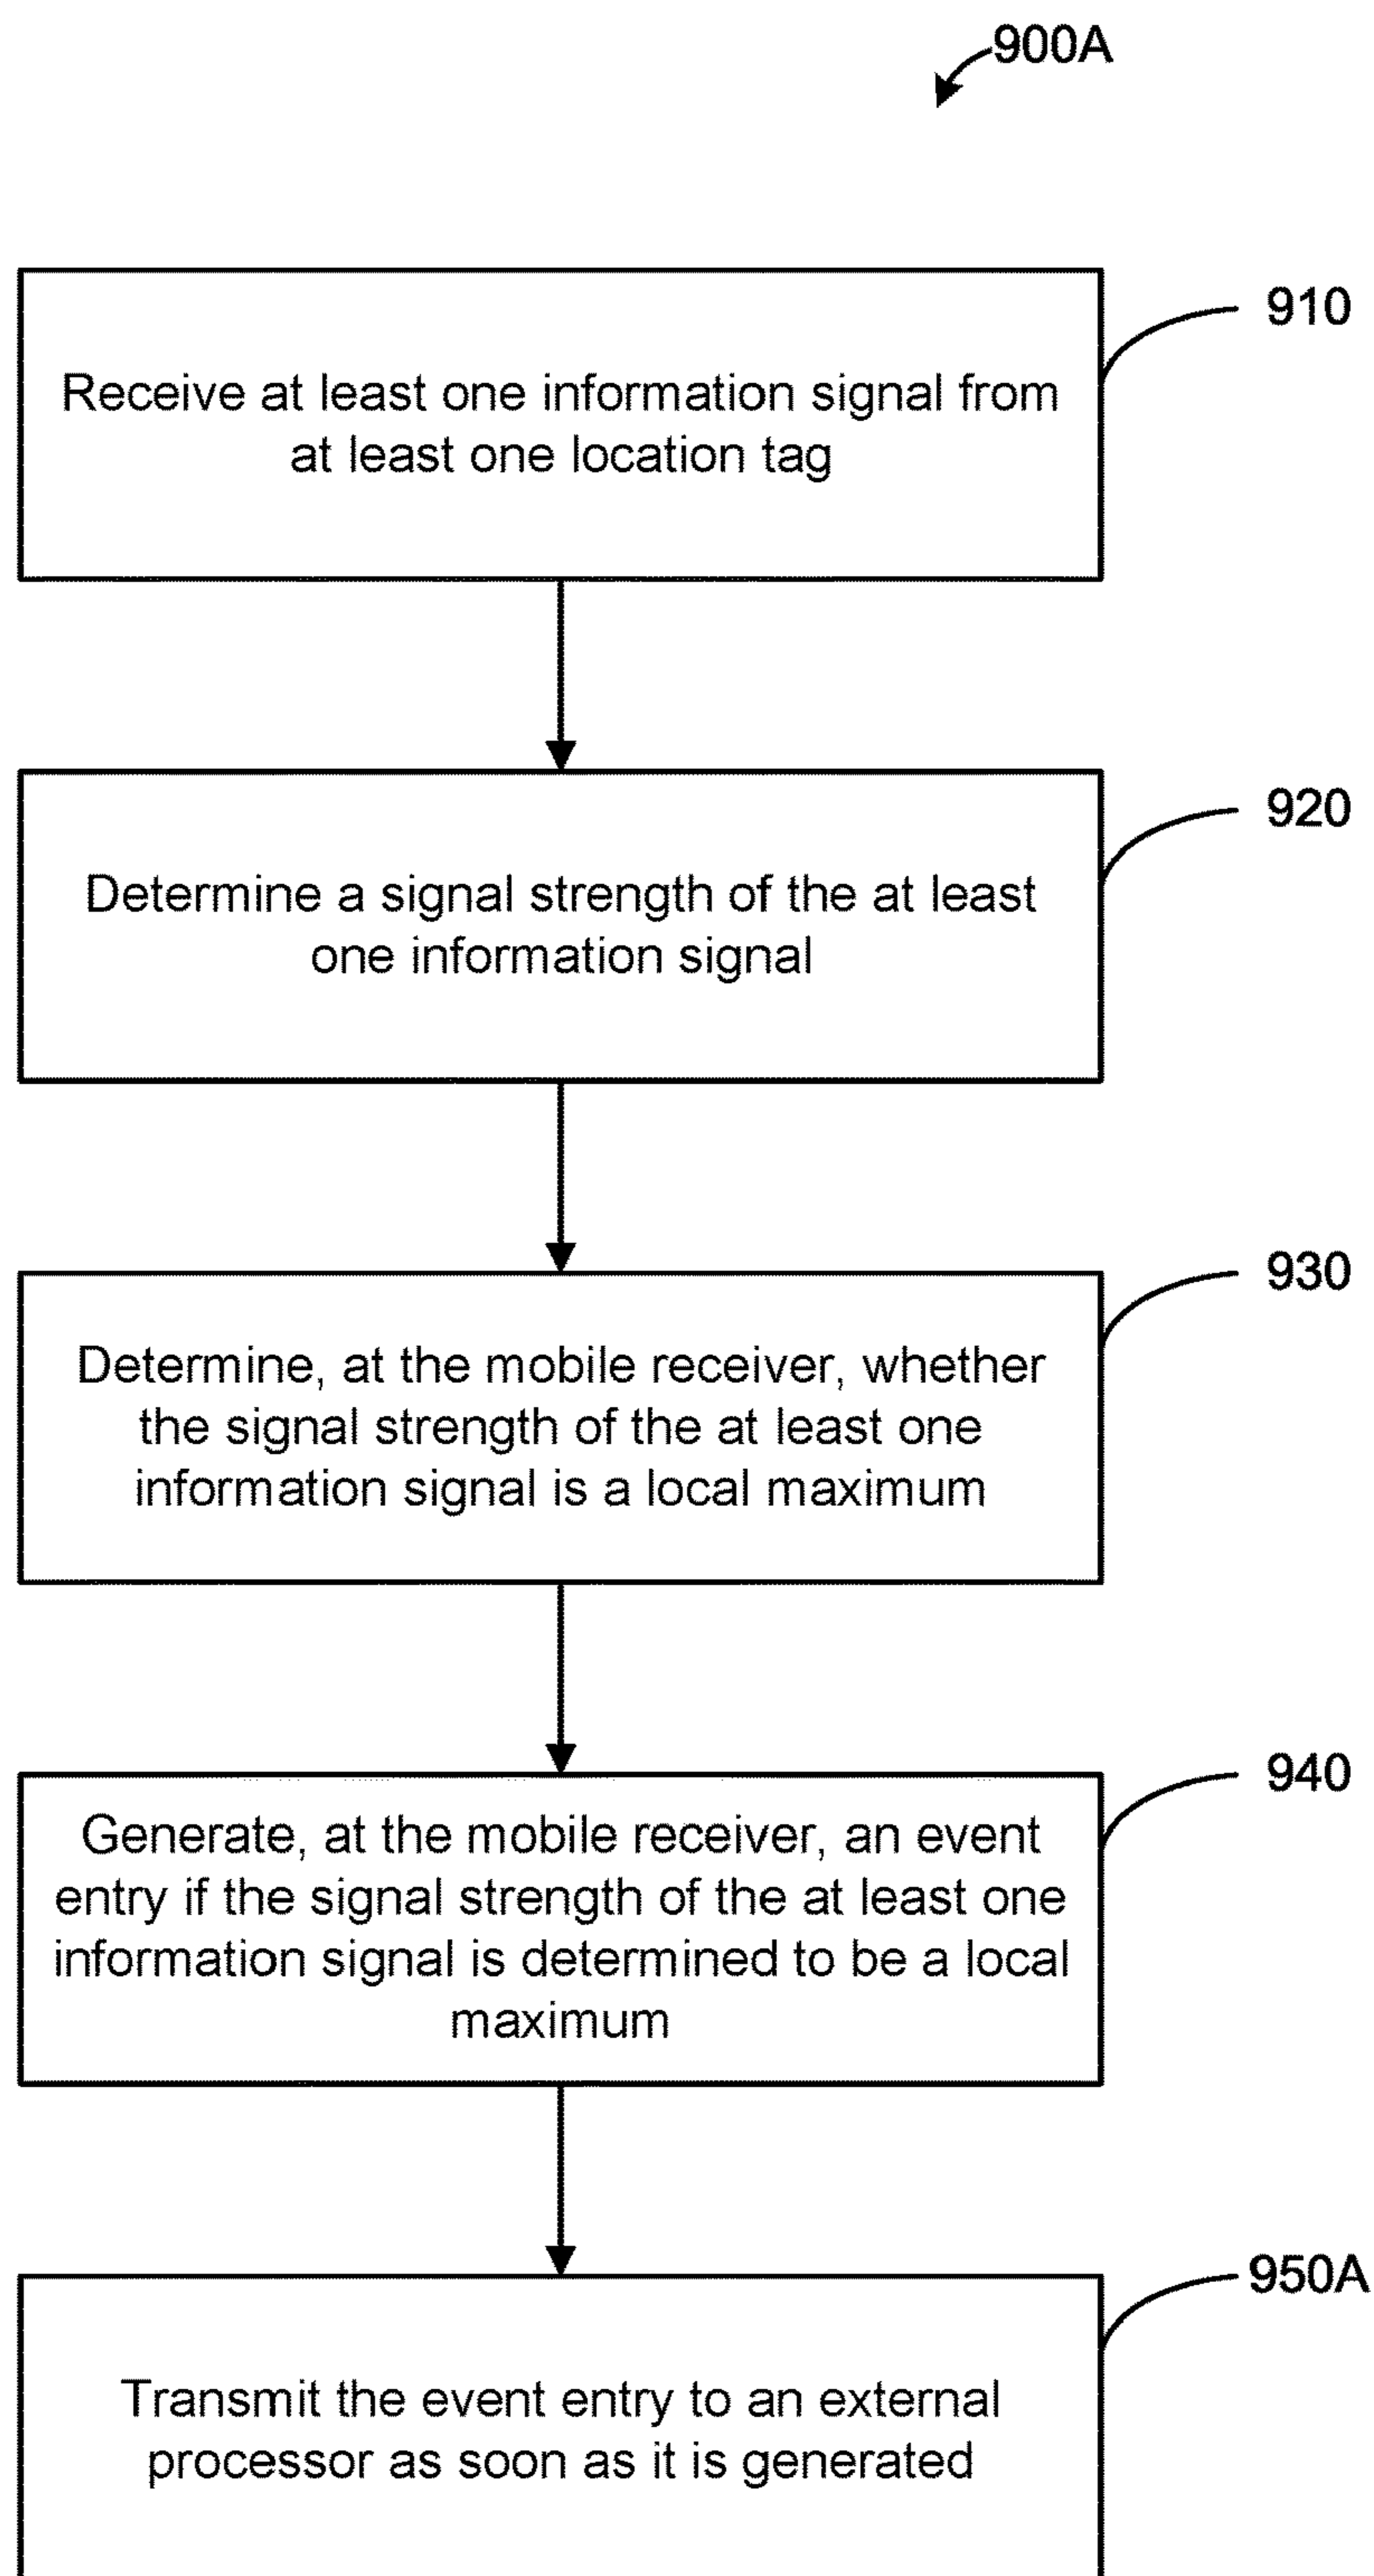 900A
910
Receive at least one information signal from
at least one location tag
920
Determine a signal strength of the at least
one information signal
930
Determine, at the mobile receiver, whether
the signal strength of the at least one
information signal is a local maximum
940
Generate, at the mobile receiver, an event
entry if the signal strength of the at least one
information signal is determined to be a local
maximum
950A
Transmit the event entry to an external
processor as soon as it is generated